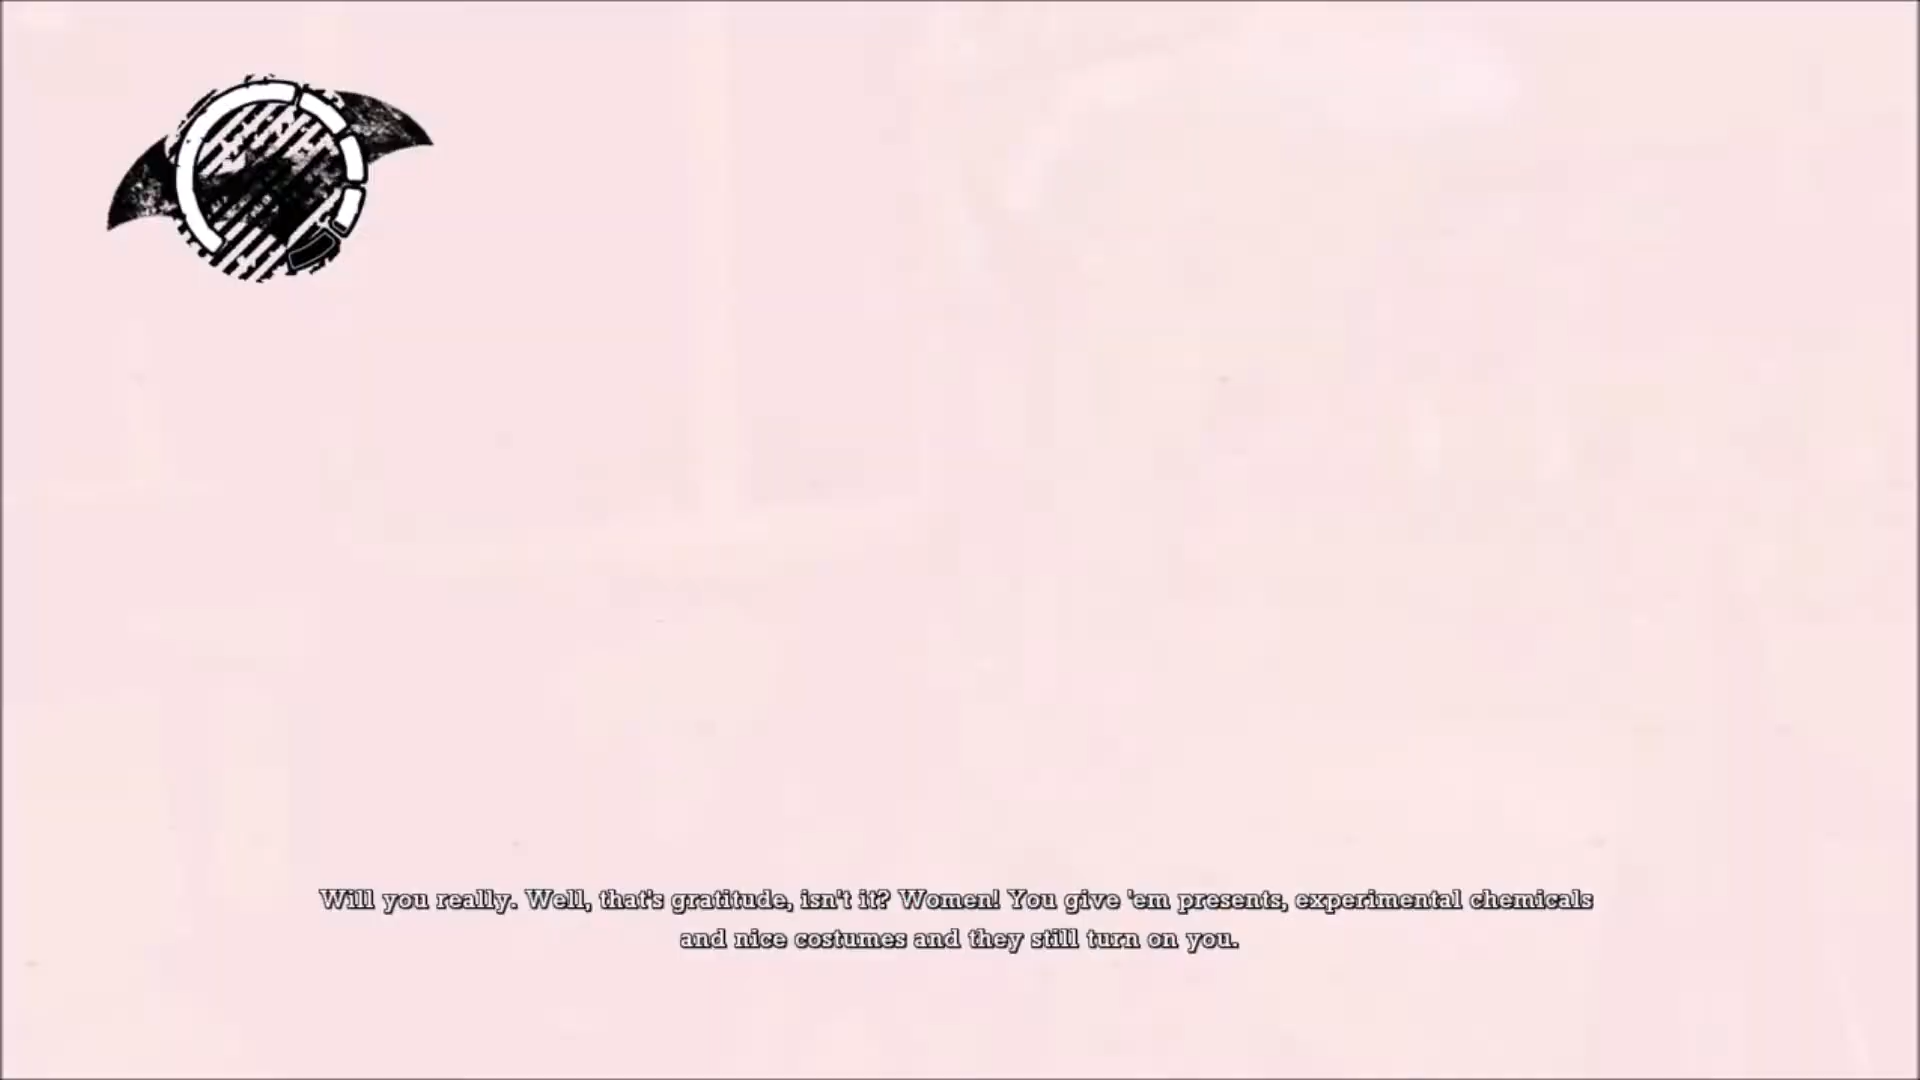 Will you really. Well, that's gratitude, isn't it? Women! You give 'em presents, experimental chemicals
and nice costumes and they still turn on you.